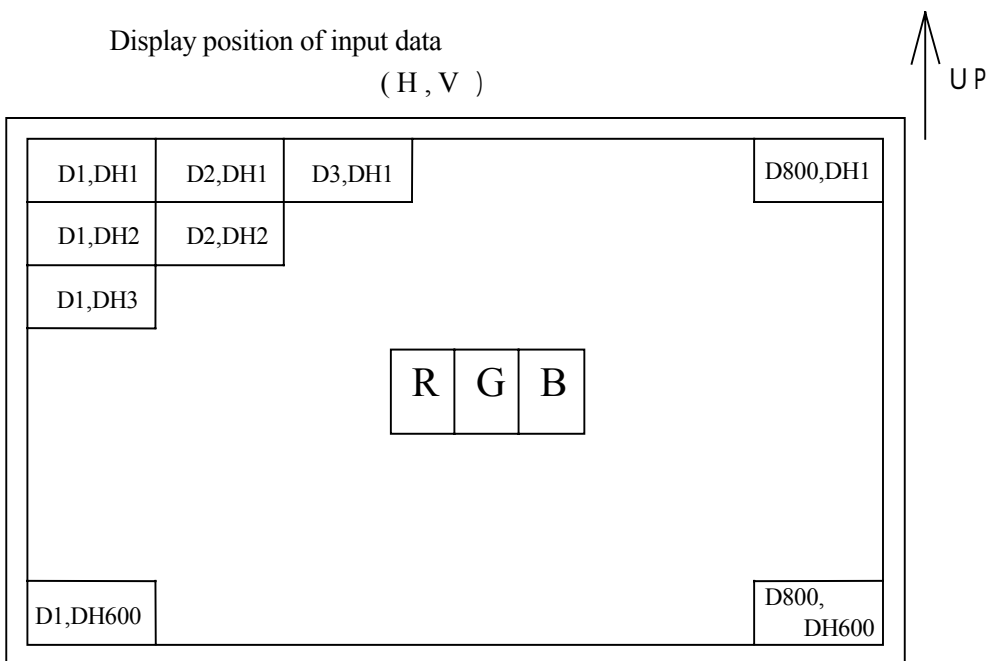 Display position of input data
( H , V )
UP
D1,DH1 D2,DH1 D3,DH1 D800,DH1
D1,DH2 D2,DH2
D1,DH3
R G B
D1,DH600 D800,
DH600